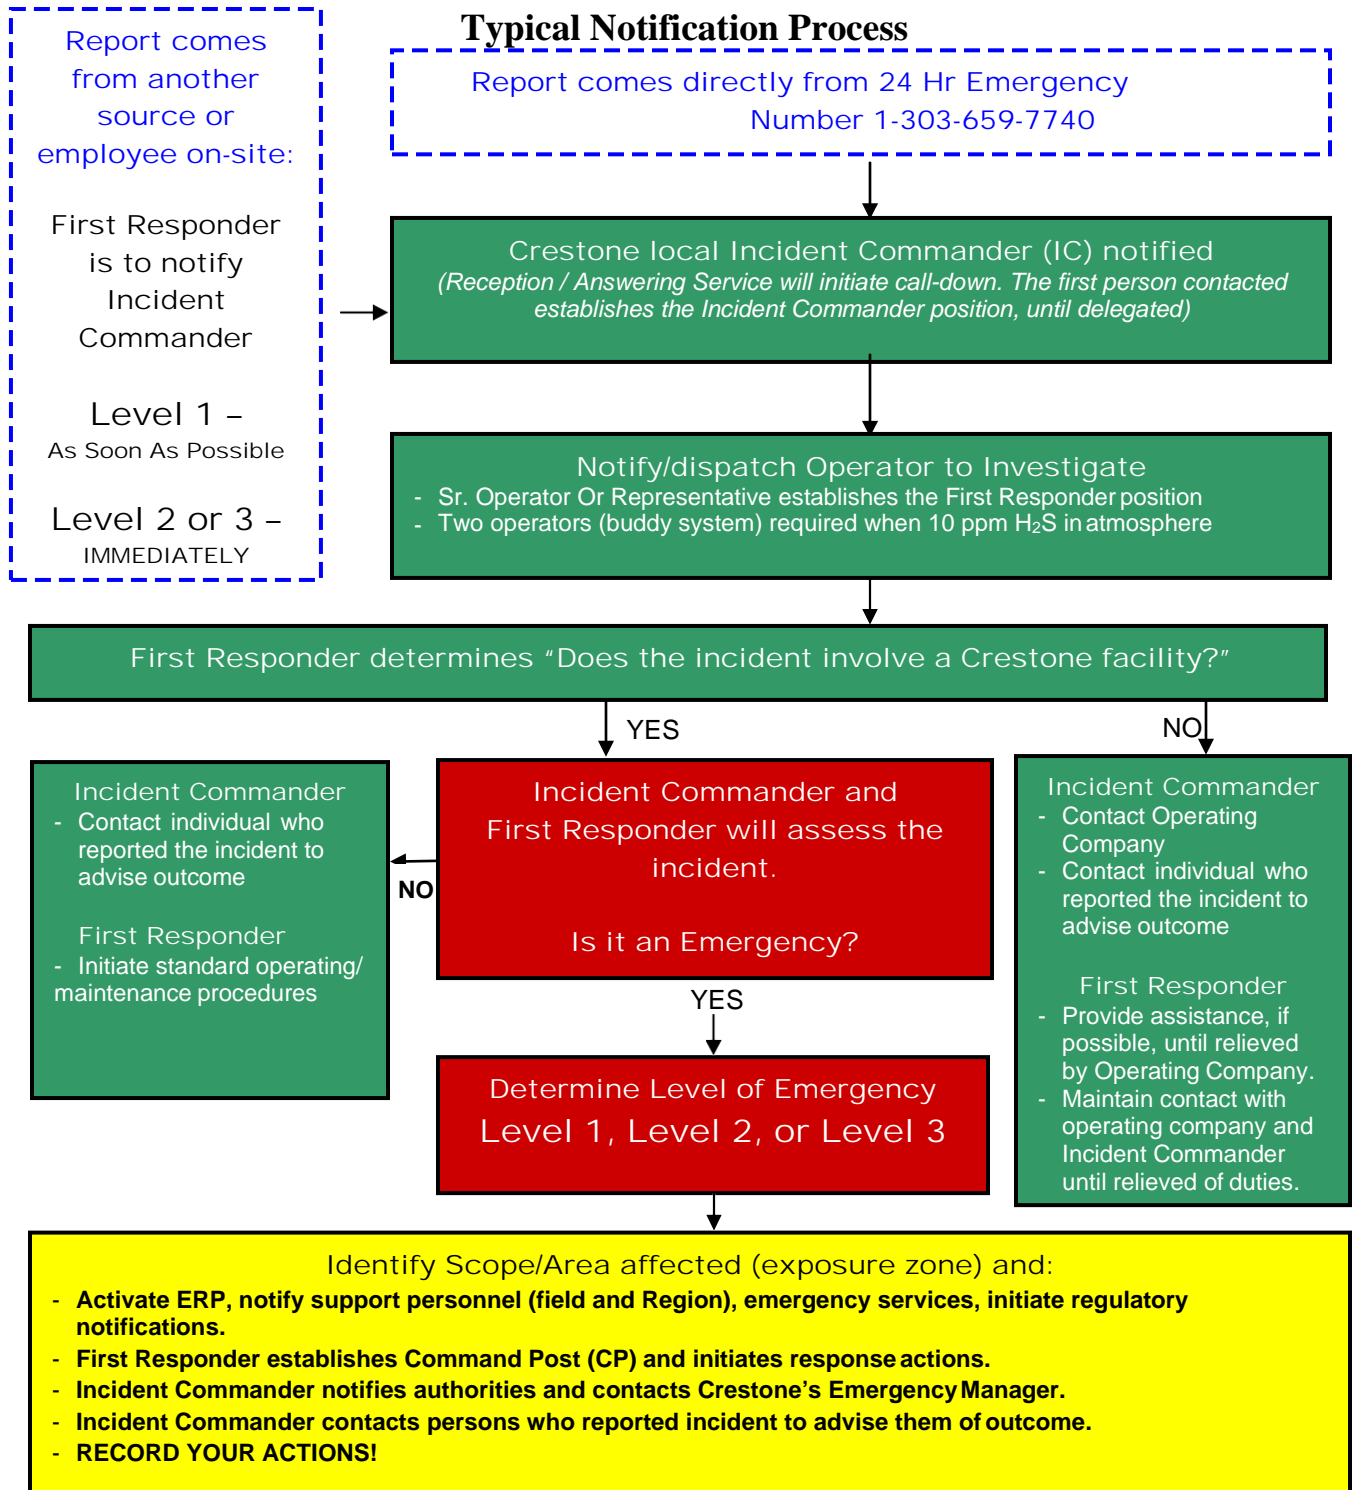 Typical Notification Process
Report comes
from another
source or
employee on-site:
First Responder
is to notify
Incident
Commander
Level 1 –
As Soon As Possible
Level 2 or 3 –
IMMEDIATELY
Report comes directly from 24 Hr Emergency
Number 1-303-659-7740
Crestone local Incident Commander (IC) notified
(Reception / Answering Service will initiate call-down. The first person contacted
establishes the Incident Commander position, until delegated)
Notify/dispatch Operator to Investigate
- Sr. Operator Or Representative establishes the First Responder position
- Two operators (buddy system) required when 10 ppm H₂S in atmosphere
First Responder determines “Does the incident involve a Crestone facility?”
YES
NO
Incident Commander
- Contact individual who
reported the incident to
advise outcome
First Responder
- Initiate standard operating/
maintenance procedures
NO
Incident Commander and
First Responder will assess the
incident.
Is it an Emergency?
YES
Determine Level of Emergency
Level 1, Level 2, or Level 3
Incident Commander
- Contact Operating
Company
- Contact individual who
reported the incident to
advise outcome
First Responder
- Provide assistance, if
possible, until relieved
by Operating Company.
- Maintain contact with
operating company and
Incident Commander
until relieved of duties.
Identify Scope/Area affected (exposure zone) and:
- Activate ERP, notify support personnel (field and Region), emergency services, initiate regulatory
notifications.
- First Responder establishes Command Post (CP) and initiates response actions.
- Incident Commander notifies authorities and contacts Crestone’s Emergency Manager.
- Incident Commander contacts persons who reported incident to advise them of outcome.
- RECORD YOUR ACTIONS!